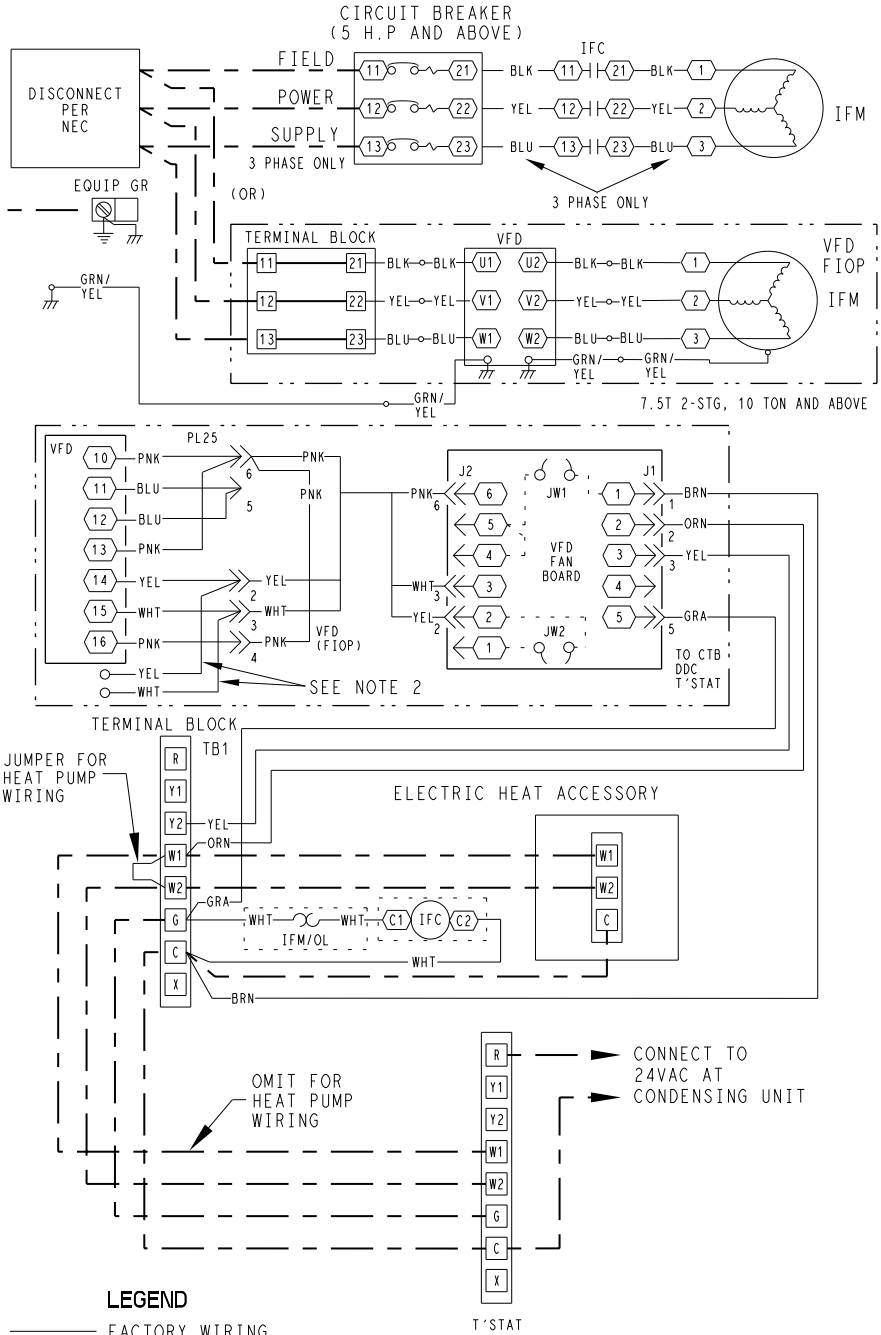 CIRCUIT BREAKER
(5 H.P AND ABOVE)
DISCONNECT
PER
NEC
FIELD
11 21 BLK 11 IFC 21 BLK 1
POWER
12 22 YEL 12 22 YEL 2
IFM
SUPPLY
13 23 BLU 13 23 BLU 3
3 PHASE ONLY
3 PHASE ONLY
EQUIP GR
(OR)
TERMINAL BLOCK
VFD
VFD
FIOP
IFM
11 21 BLK BLK U1 U2 BLK BLK 1
12 22 YEL YEL V1 V2 YEL YEL 2
13 23 BLU BLU W1 W2 BLU BLU 3
GRN/
YEL
GRN/
YEL
GRN/
YEL
GRN/
YEL
7.5T 2-STG, 10 TON AND ABOVE
VFD
PL25
10 PNK 6 PNK
11 BLU 5
PNK
12 BLU
13 PNK
14 YEL 2 YEL
15 WHT 3 WHT
16 PNK 4 PNK
VFD
(FIOP)
YEL
WHT
SEE NOTE 2
J2
J1
JW1
PNK 6 6
5
4
WHT 3 3
YEL 2 2
1
VFD
FAN
BOARD
JW2
1 1 BRN
2 2 ORN
3 3 YEL
4
5 5 GRA
TO CTB
DDC
T'STAT
TERMINAL BLOCK
TB1
JUMPER FOR
HEAT PUMP
WIRING
R
Y1
Y2 YEL
ORN
W1
W2
GRA
G WHT WHT C1 IFC C2
IFM/OL
C WHT
X
BRN
ELECTRIC HEAT ACCESSORY
W1
W2
C
OMIT FOR
HEAT PUMP
WIRING
R
Y1
Y2
W1
W2
G
C
X
T'STAT
CONNECT TO
24VAC AT
CONDENSING UNIT
LEGEND
FACTORY WIRING